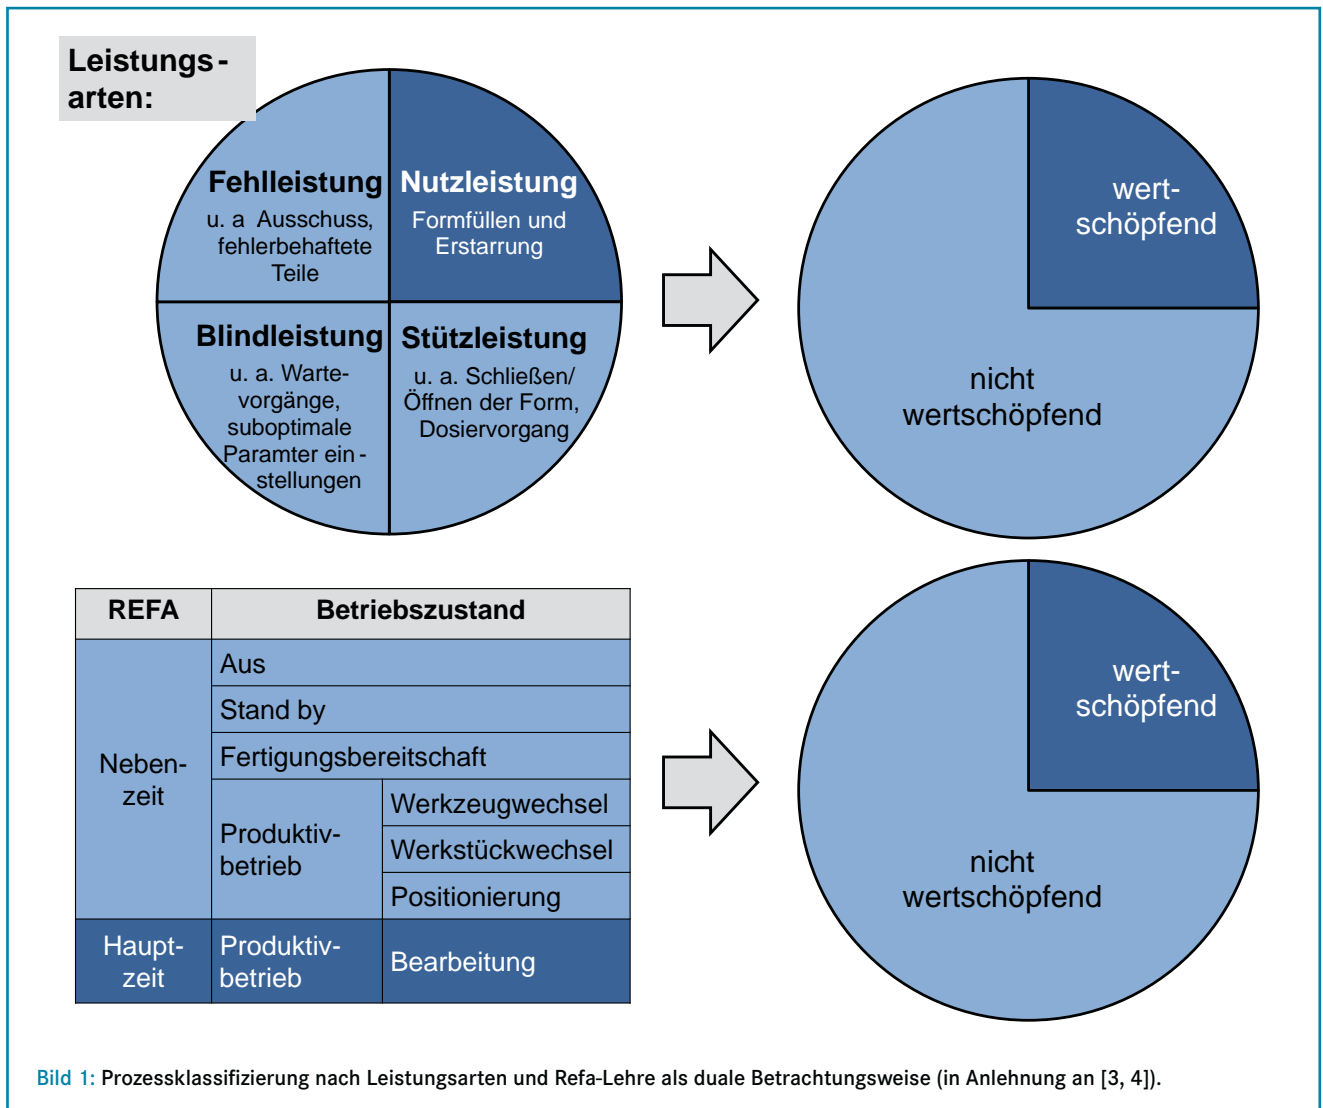 Leistungs-
arten:
Fehlleistung
u. a Ausschuss,
fehlerbehaftete
Teile
Nutzleistung
Formfüllen und
Erstarrung
Blindleistung
u. a. Warte-
vorgänge,
suboptimale
Paramter ein-
stellungen
Stützleistung
u. a. Schließen/
Öffnen der Form,
Dosiervorgang
wert-
schöpfend
nicht
wertschöpfend
REFA Betriebszustand
Neben-
zeit
Aus
Stand by
Fertigungsbereitschaft
Produktiv-
betrieb
Werkzeugwechsel
Werkstückwechsel
Positionierung
Haupt-
zeit
Produktiv-
betrieb
Bearbeitung
wert-
schöpfend
nicht
wertschöpfend
Bild 1: Prozessklassifizierung nach Leistungsarten und Refa-Lehre als duale Betrachtungsweise (in Anlehnung an [3, 4]).